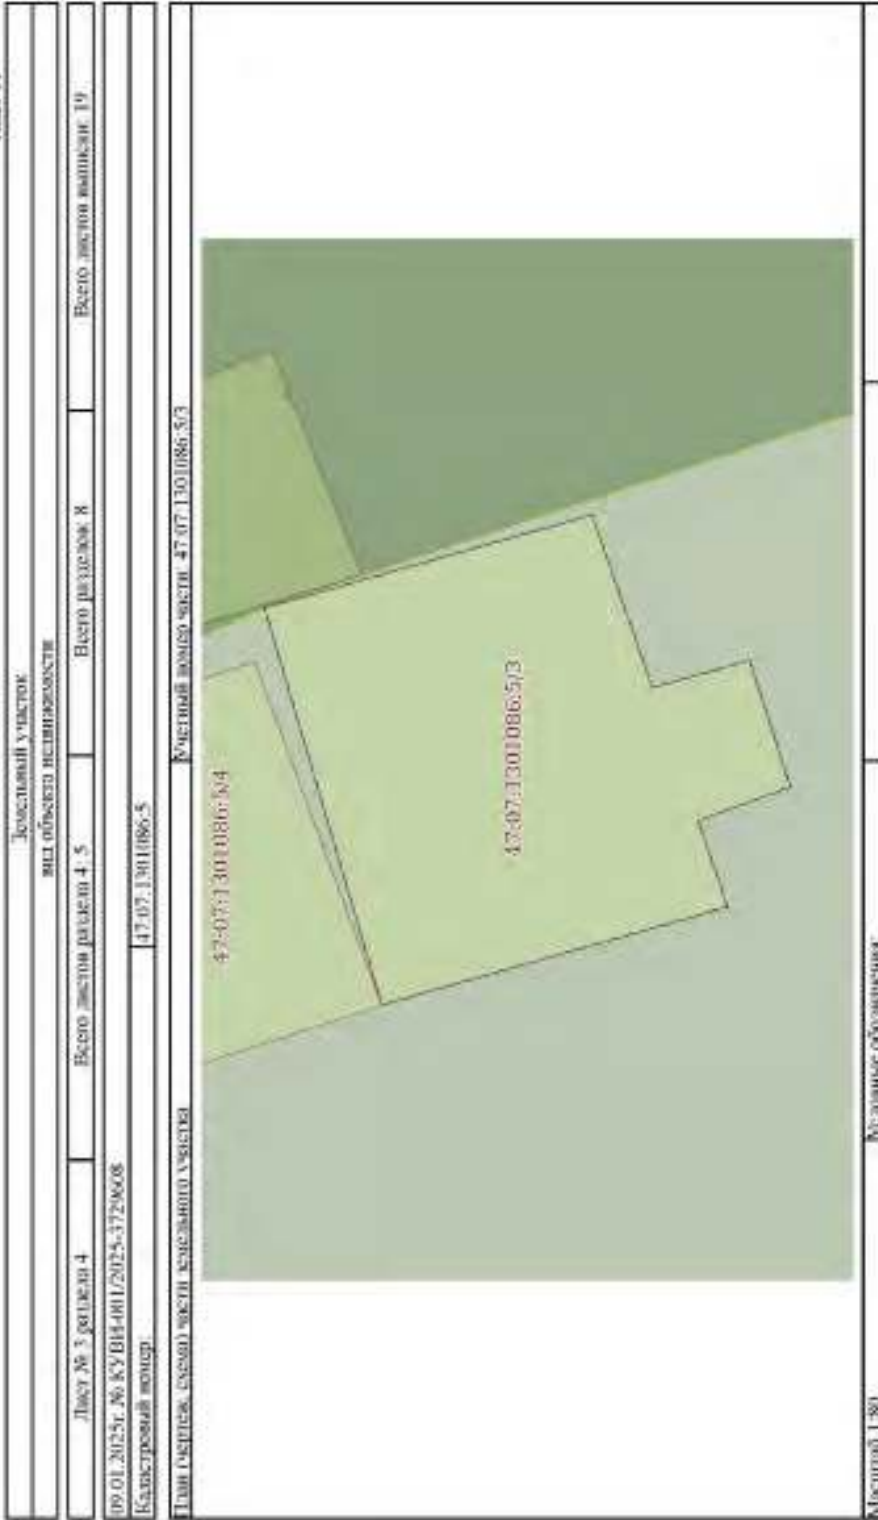 Земельный участок
вид объекта недвижимости
Лист № 3 раздела 4 Всего листов раздела 4: 5 Всего разделов: 8 Всего листов выписки: 19
09.01.2025г. № КУВИ-001/2025-3729608
Кадастровый номер: 47:07:1301086:5
План (чертеж, схема) части земельного участка Учетный номер части: 47:07:1301086:5/3
47:07:1301086:5/4
47:07:1301086:5/3
Масштаб 1:80 Условные обозначения: